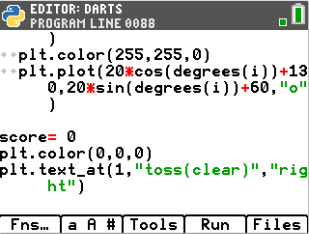 EDITOR: DARTS
PROGRAM LINE 0088
)
plt.color(255,255,0)
plt.plot(20*cos(degrees(i))+13
0,20*sin(degrees(i))+60,"o"
)
score= 0
plt.color(0,0,0)
plt.text_at(1,"toss(clear)","rig
ht")
Fns… a A # Tools Run Files